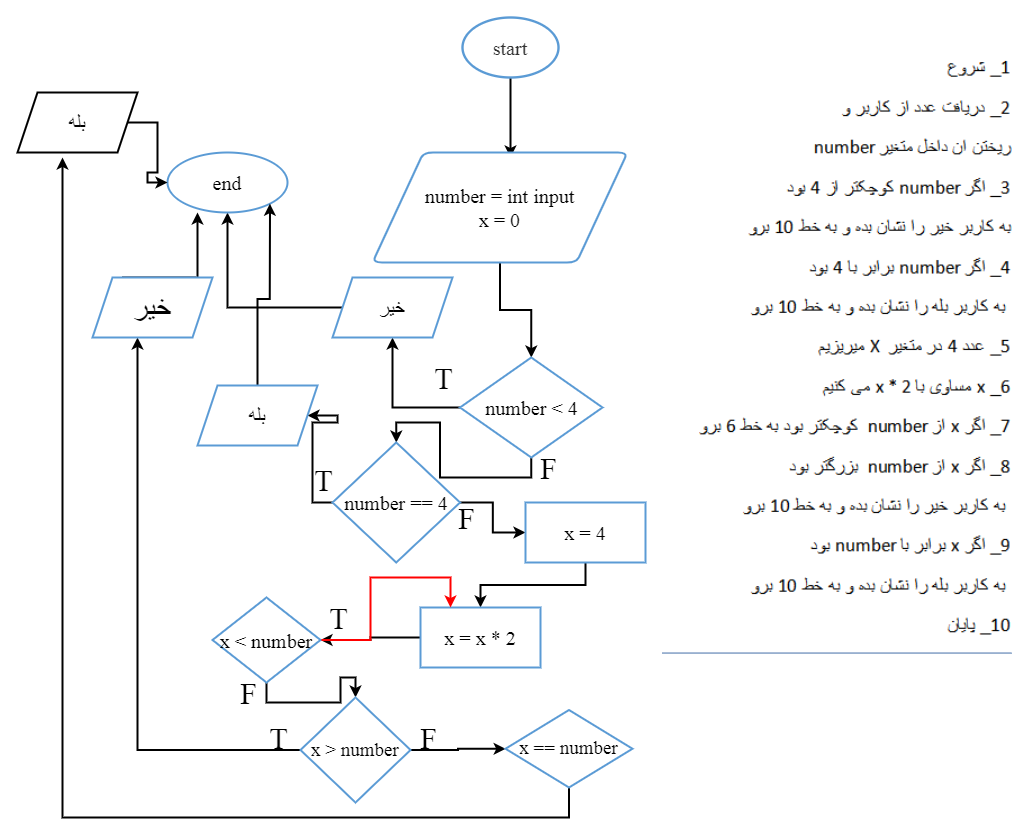 start
number = int input
x = 0
number < 4
T
F
خیر
end
بله
خیر
بله
number == 4
T
F
x = 4
x = x * 2
x < number
T
F
x > number
T
F
x == number
1_ شروع
2_ دریافت عدد از کاربر و
ریختن ان داخل متغیر number
3_ اگر number کوچکتر از 4 بود
به کاربر خیر را نشان بده و به خط 10 برو
4_ اگر number برابر با 4 بود
به کاربر بله را نشان بده و به خط 10 برو
5_ عدد 4 در متغیر X میریزیم
6_ x مساوی با x * 2 می کنیم
7_ اگر x از number کوچکتر بود به خط 6 برو
8_ اگر x از number بزرگتر بود
به کاربر خیر را نشان بده و به خط 10 برو
9_ اگر x برابر با number بود
به کاربر بله را نشان بده و به خط 10 برو
10_ پایان